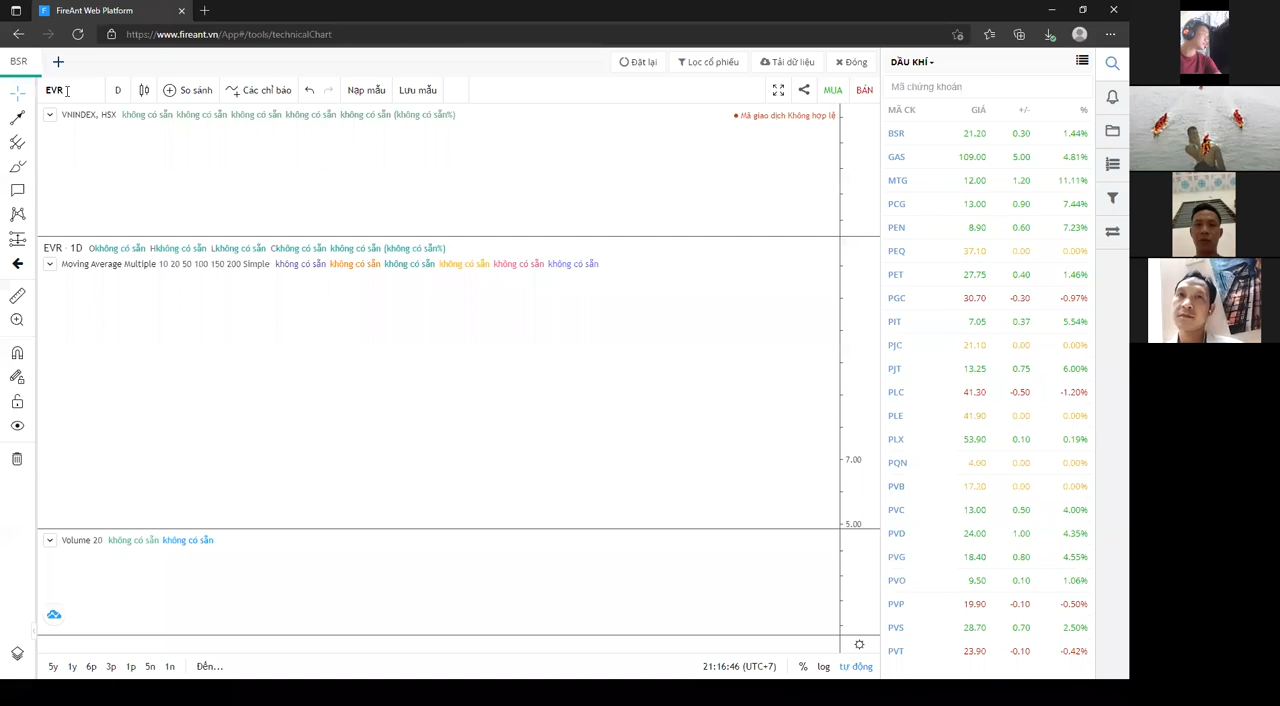 FireAnt Web Platform
https://www.fireant.vn/App#/tools/technicalChart
BSR
Đặt lại
Lọc cổ phiếu
Tải dữ liệu
Đóng
EVR
D
So sánh
Các chỉ báo
Nạp mẫu
Lưu mẫu
MUA
BÁN
VNINDEX, HSX không có sẵn không có sẵn không có sẵn không có sẵn không có sẵn (không có sẵn%)
Mã giao dịch Không hợp lệ
EVR · 1D Okhông có sẵn Hkhông có sẵn Lkhông có sẵn Ckhông có sẵn không có sẵn (không có sẵn%)
Moving Average Multiple 10 20 50 100 150 200 Simple không có sẵn không có sẵn không có sẵn không có sẵn không có sẵn không có sẵn
7.00
5.00
Volume 20 không có sẵn không có sẵn
5y 1y 6p 3p 1p 5n 1n Đến...
21:16:46 (UTC+7)
% log tự động
DẦU KHÍ
Mã chứng khoán
MÃ CK GIÁ +/- %
BSR 21.20 0.30 1.44%
GAS 109.00 5.00 4.81%
MTG 12.00 1.20 11.11%
PCG 13.00 0.90 7.44%
PEN 8.90 0.60 7.23%
PEQ 37.10 0.00 0.00%
PET 27.75 0.40 1.46%
PGC 30.70 -0.30 -0.97%
PIT 7.05 0.37 5.54%
PJC 21.10 0.00 0.00%
PJT 13.25 0.75 6.00%
PLC 41.30 -0.50 -1.20%
PLE 41.90 0.00 0.00%
PLX 53.90 0.10 0.19%
PQN 4.00 0.00 0.00%
PVB 17.30 0.00 0.00%
PVC 13.00 0.50 4.00%
PVD 24.00 1.00 4.35%
PVG 18.40 0.80 4.55%
PVO 9.50 0.10 1.06%
PVP 19.90 -0.10 -0.50%
PVS 28.70 0.70 2.50%
PVT 23.90 -0.10 -0.42%